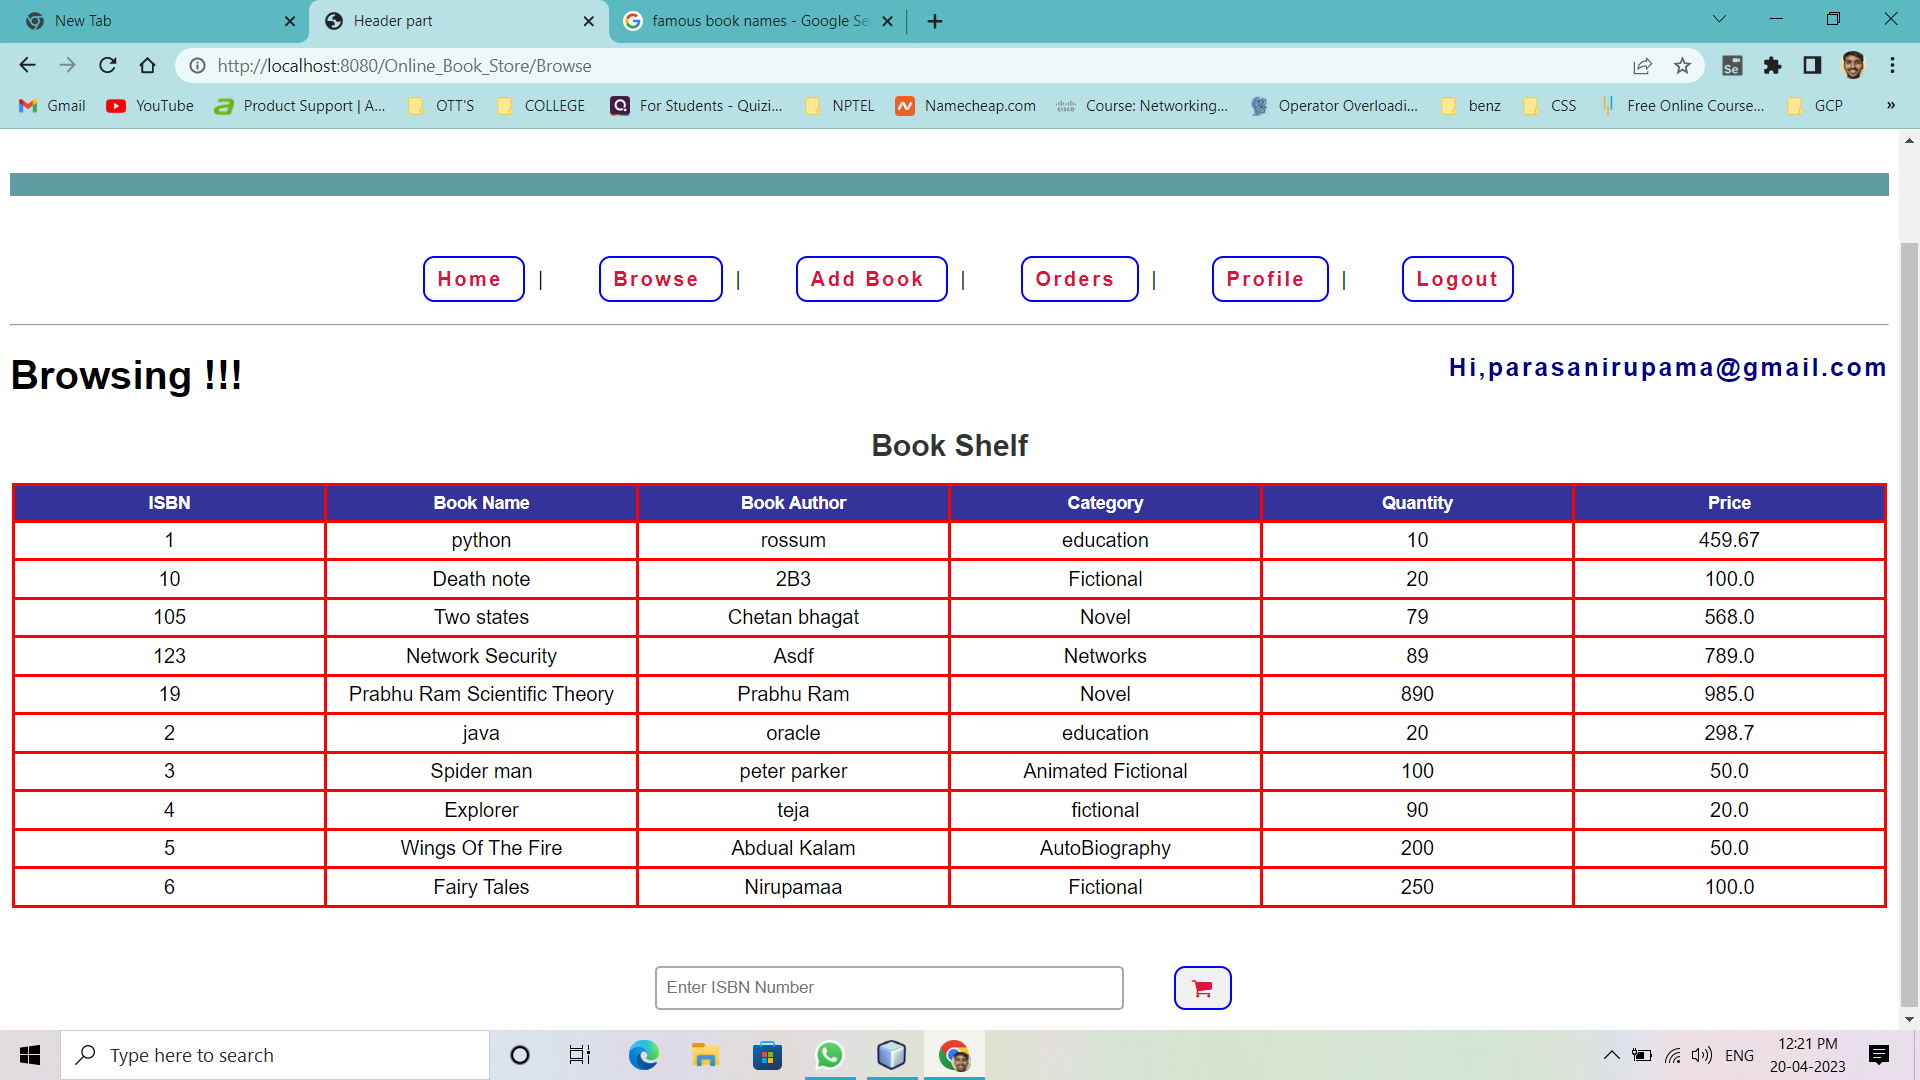 New Tab
Header part
famous book names - Google Se
http://localhost:8080/Online_Book_Store/Browse
Se
Gmail YouTube Product Support | A... OTT'S COLLEGE For Students - Quizi... NPTEL Namecheap.com Course: Networking... Operator Overloadi... benz CSS Free Online Course... GCP »
Home | Browse | Add Book | Orders | Profile | Logout
Browsing !!!
Hi,parasanirupama@gmail.com
Book Shelf
ISBN Book Name Book Author Category Quantity Price
1 python rossum education 10 459.67
10 Death note 2B3 Fictional 20 100.0
105 Two states Chetan bhagat Novel 79 568.0
123 Network Security Asdf Networks 89 789.0
19 Prabhu Ram Scientific Theory Prabhu Ram Novel 890 985.0
2 java oracle education 20 298.7
3 Spider man peter parker Animated Fictional 100 50.0
4 Explorer teja fictional 90 20.0
5 Wings Of The Fire Abdual Kalam AutoBiography 200 50.0
6 Fairy Tales Nirupamaa Fictional 250 100.0
Enter ISBN Number
Type here to search
ENG
12:21 PM
20-04-2023